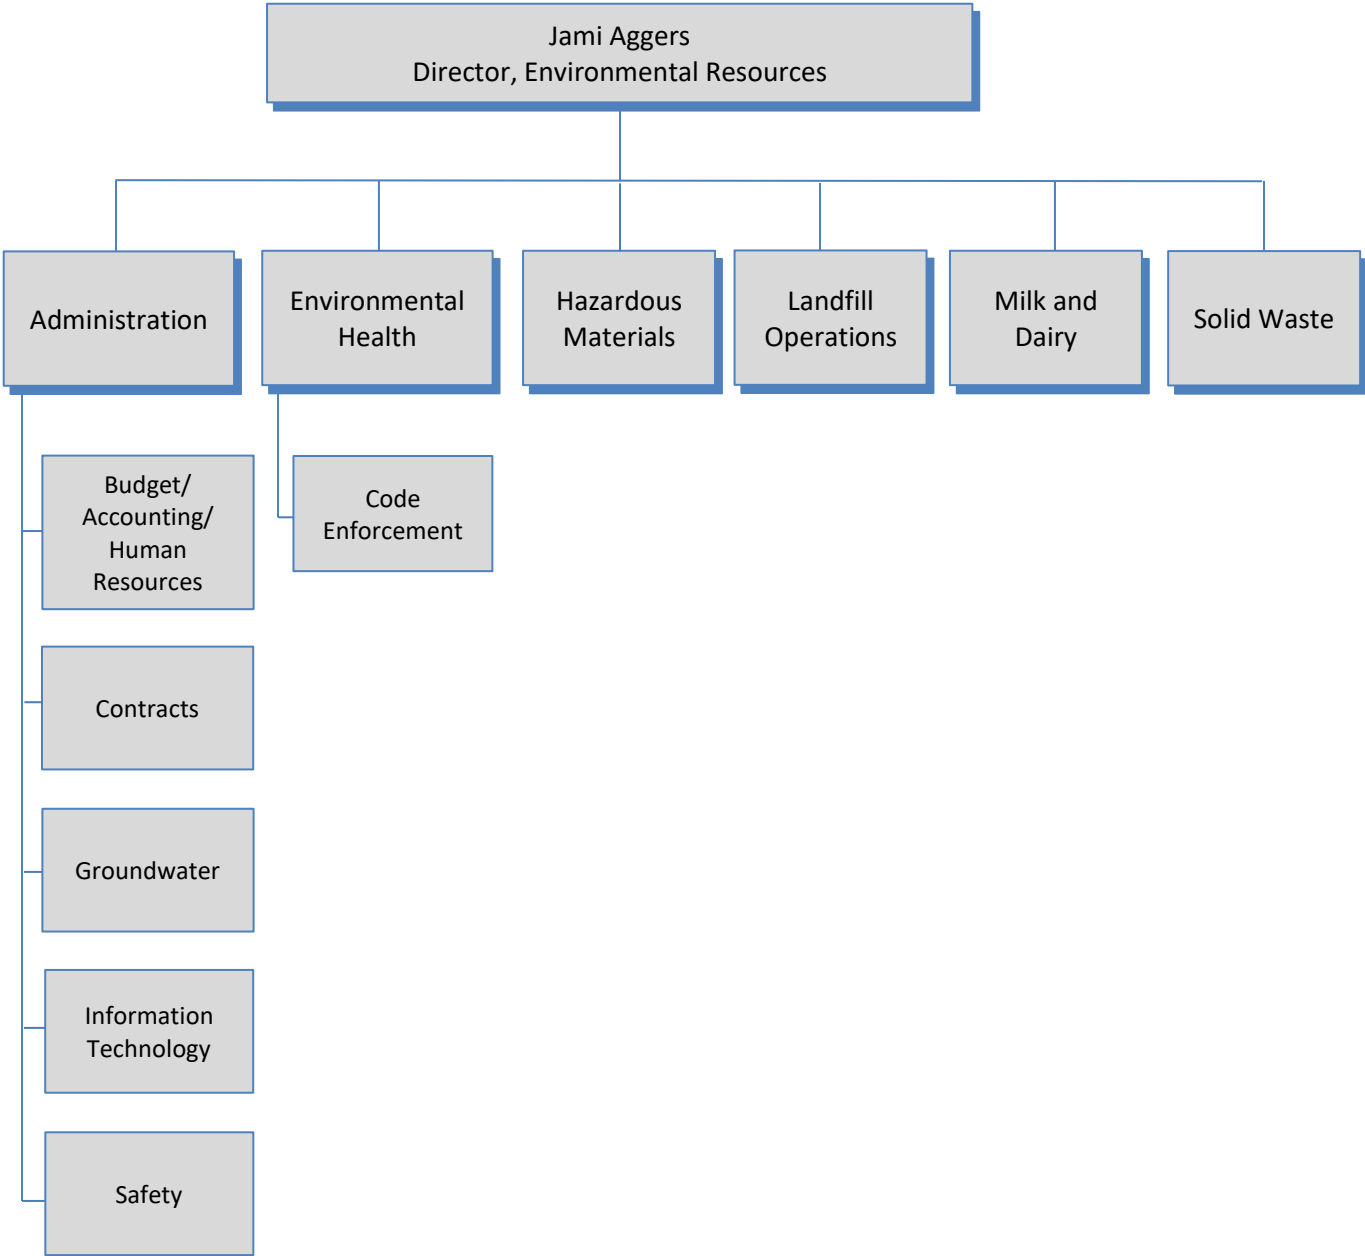 Jami Aggers
Director, Environmental Resources
Administration
Environmental
Health
Hazardous
Materials
Landfill
Operations
Milk and
Dairy
Solid Waste
Budget/
Accounting/
Human
Resources
Code
Enforcement
Contracts
Groundwater
Information
Technology
Safety